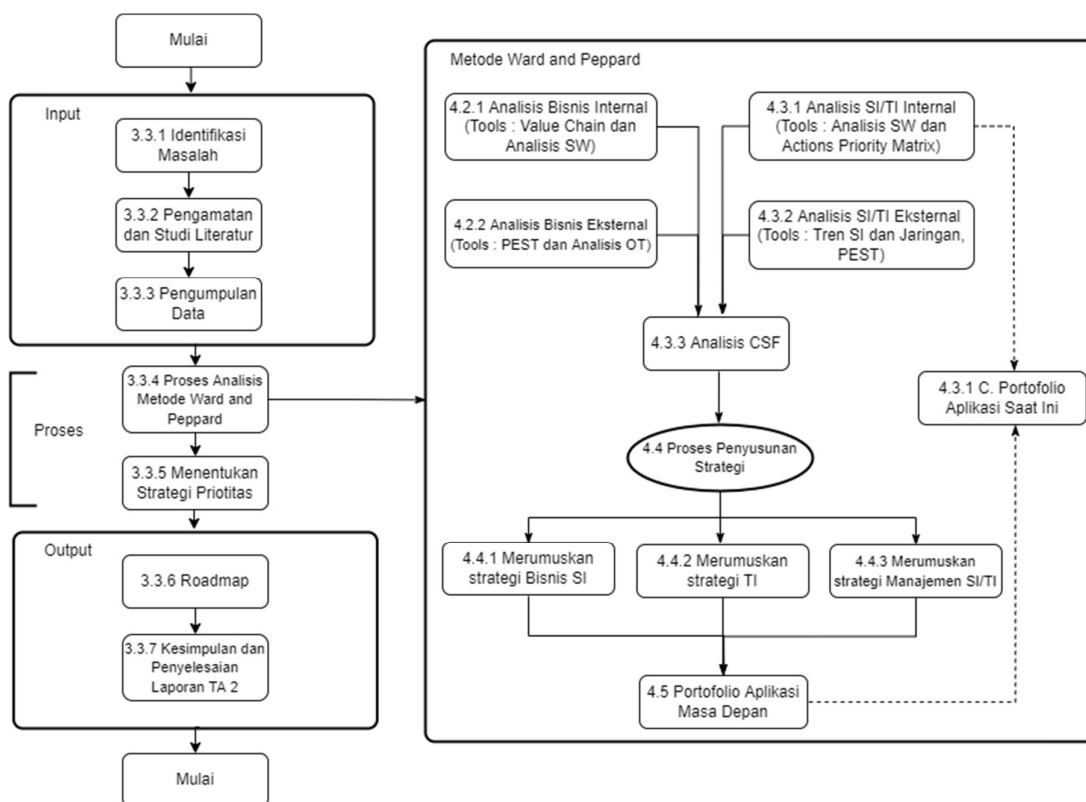 Mulai
Input
3.3.1 Identifikasi
Masalah
3.3.2 Pengamatan
dan Studi Literatur
3.3.3 Pengumpulan
Data
Proses
3.3.4 Proses Analisis
Metode Ward and
Peppard
3.3.5 Menentukan
Strategi Priotitas
Output
3.3.6 Roadmap
3.3.7 Kesimpulan dan
Penyelesaian
Laporan TA 2
Mulai
Metode Ward and Peppard
4.2.1 Analisis Bisnis Internal
(Tools : Value Chain dan
Analisis SW)
4.3.1 Analisis SI/TI Internal
(Tools : Analisis SW dan
Actions Priority Matrix)
4.2.2 Analisis Bisnis Eksternal
(Tools : PEST dan Analisis OT)
4.3.2 Analisis SI/TI Eksternal
(Tools : Tren SI dan Jaringan,
PEST)
4.3.3 Analisis CSF
4.3.1 C. Portofolio
Aplikasi Saat Ini
4.4 Proses Penyusunan
Strategi
4.4.1 Merumuskan
strategi Bisnis SI
4.4.2 Merumuskan
strategi TI
4.4.3 Merumuskan
strategi Manajemen SI/TI
4.5 Portofolio Aplikasi
Masa Depan